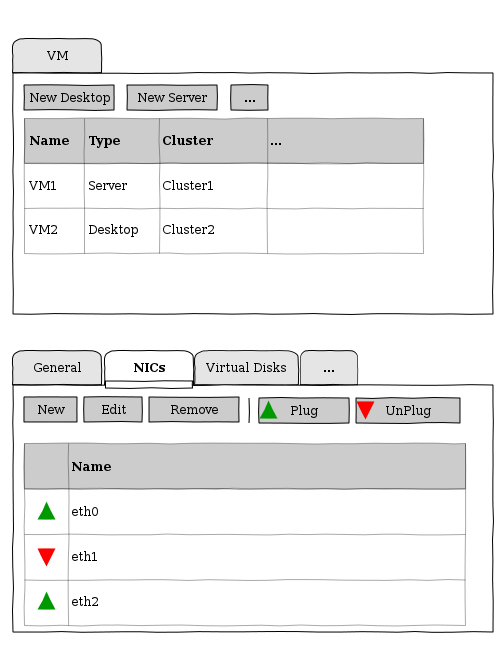 VM
New Desktop New Server ...
Name Type Cluster ...
VM1 Server Cluster1
VM2 Desktop Cluster2
General NICs Virtual Disks ...
New Edit Remove Plug UnPlug
Name
eth0
eth1
eth2